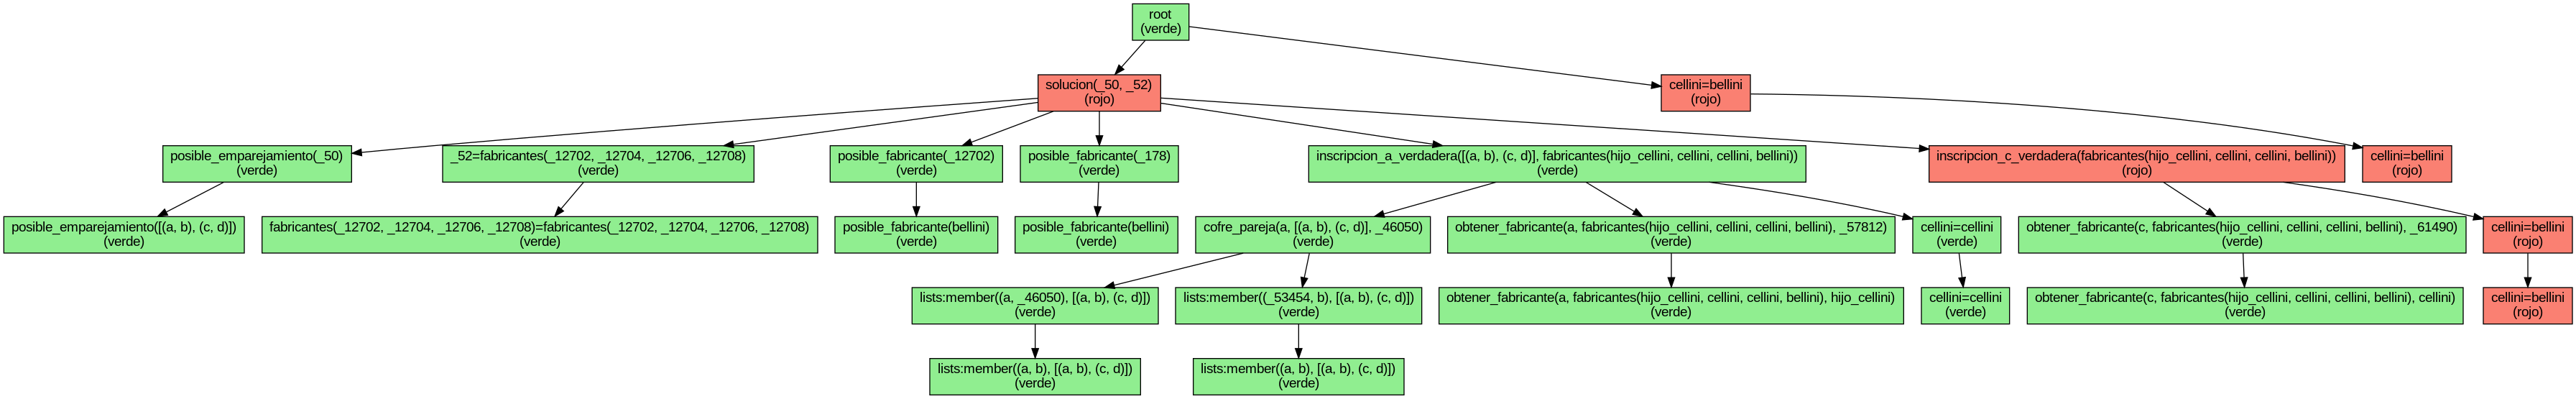 root
(verde)
solucion(_50, _52)
(rojo)
cellini=bellini
(rojo)
posible_emparejamiento(_50)
(verde)
_52=fabricantes(_12702, _12704, _12706, _12708)
(verde)
posible_fabricante(_12702)
(verde)
posible_fabricante(_178)
(verde)
inscripcion_a_verdadera([(a, b), (c, d)], fabricantes(hijo_cellini, cellini, cellini, bellini))
(verde)
inscripcion_c_verdadera(fabricantes(hijo_cellini, cellini, cellini, bellini))
(rojo)
cellini=bellini
(rojo)
posible_emparejamiento([(a, b), (c, d)])
(verde)
fabricantes(_12702, _12704, _12706, _12708)=fabricantes(_12702, _12704, _12706, _12708)
(verde)
posible_fabricante(bellini)
(verde)
posible_fabricante(bellini)
(verde)
cofre_pareja(a, [(a, b), (c, d)], _46050)
(verde)
obtener_fabricante(a, fabricantes(hijo_cellini, cellini, cellini, bellini), _57812)
(verde)
cellini=cellini
(verde)
obtener_fabricante(c, fabricantes(hijo_cellini, cellini, cellini, bellini), _61490)
(verde)
cellini=bellini
(rojo)
lists:member((a, _46050), [(a, b), (c, d)])
(verde)
lists:member((_53454, b), [(a, b), (c, d)])
(verde)
obtener_fabricante(a, fabricantes(hijo_cellini, cellini, cellini, bellini), hijo_cellini)
(verde)
cellini=cellini
(verde)
obtener_fabricante(c, fabricantes(hijo_cellini, cellini, cellini, bellini), cellini)
(verde)
cellini=bellini
(rojo)
lists:member((a, b), [(a, b), (c, d)])
(verde)
lists:member((a, b), [(a, b), (c, d)])
(verde)